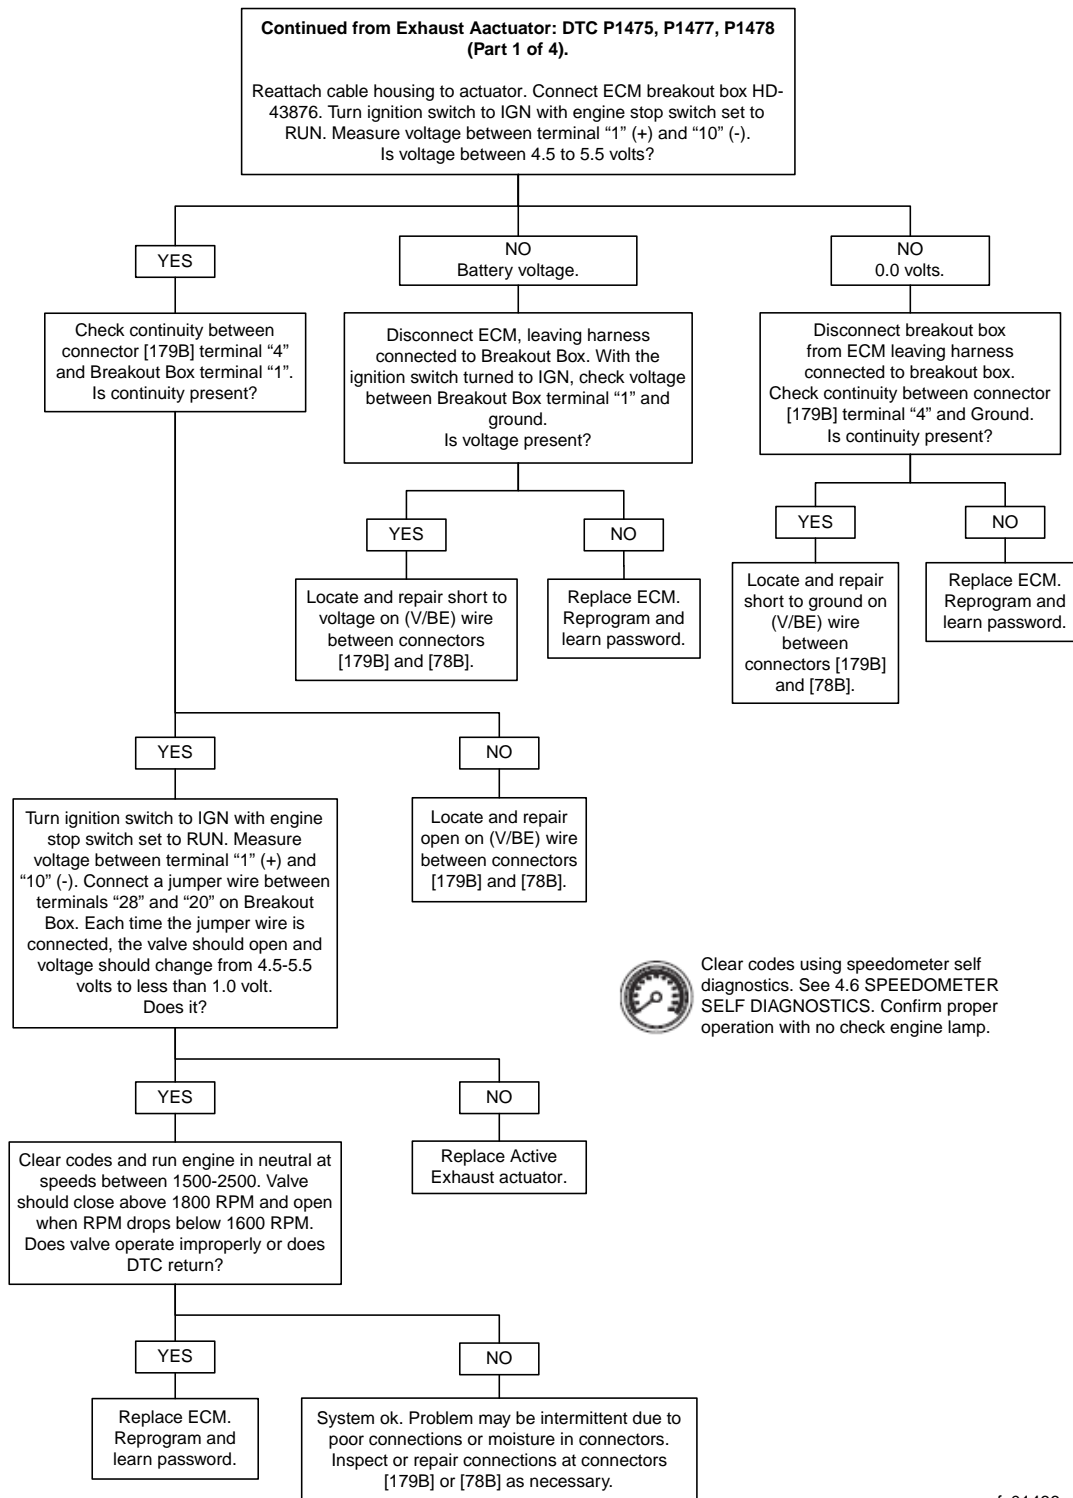 Continued from Exhaust Aactuator: DTC P1475, P1477, P1478
(Part 1 of 4).
Reattach cable housing to actuator. Connect ECM breakout box HD-
43876. Turn ignition switch to IGN with engine stop switch set to
RUN. Measure voltage between terminal “1” (+) and “10” (-).
Is voltage between 4.5 to 5.5 volts?
YES
NO
Battery voltage.
NO
0.0 volts.
Check continuity between
connector [179B] terminal “4”
and Breakout Box terminal “1”.
Is continuity present?
Disconnect ECM, leaving harness
connected to Breakout Box. With the
ignition switch turned to IGN, check voltage
between Breakout Box terminal “1” and
ground.
Is voltage present?
Disconnect breakout box
from ECM leaving harness
connected to breakout box.
Check continuity between connector
[179B] terminal “4” and Ground.
Is continuity present?
YES
NO
YES
NO
Locate and repair short to
voltage on (V/BE) wire
between connectors
[179B] and [78B].
Replace ECM.
Reprogram and
learn password.
Locate and repair
short to ground on
(V/BE) wire
between
connectors [179B]
and [78B].
Replace ECM.
Reprogram and
learn password.
YES
NO
Turn ignition switch to IGN with engine
stop switch set to RUN. Measure
voltage between terminal “1” (+) and
“10” (-). Connect a jumper wire between
terminals “28” and “20” on Breakout
Box. Each time the jumper wire is
connected, the valve should open and
voltage should change from 4.5-5.5
volts to less than 1.0 volt.
Does it?
Locate and repair
open on (V/BE) wire
between connectors
[179B] and [78B].
Clear codes using speedometer self
diagnostics. See 4.6 SPEEDOMETER
SELF DIAGNOSTICS. Confirm proper
operation with no check engine lamp.
YES
NO
Clear codes and run engine in neutral at
speeds between 1500-2500. Valve
should close above 1800 RPM and open
when RPM drops below 1600 RPM.
Does valve operate improperly or does
DTC return?
Replace Active
Exhaust actuator.
YES
NO
Replace ECM.
Reprogram and
learn password.
System ok. Problem may be intermittent due to
poor connections or moisture in connectors.
Inspect or repair connections at connectors
[179B] or [78B] as necessary.